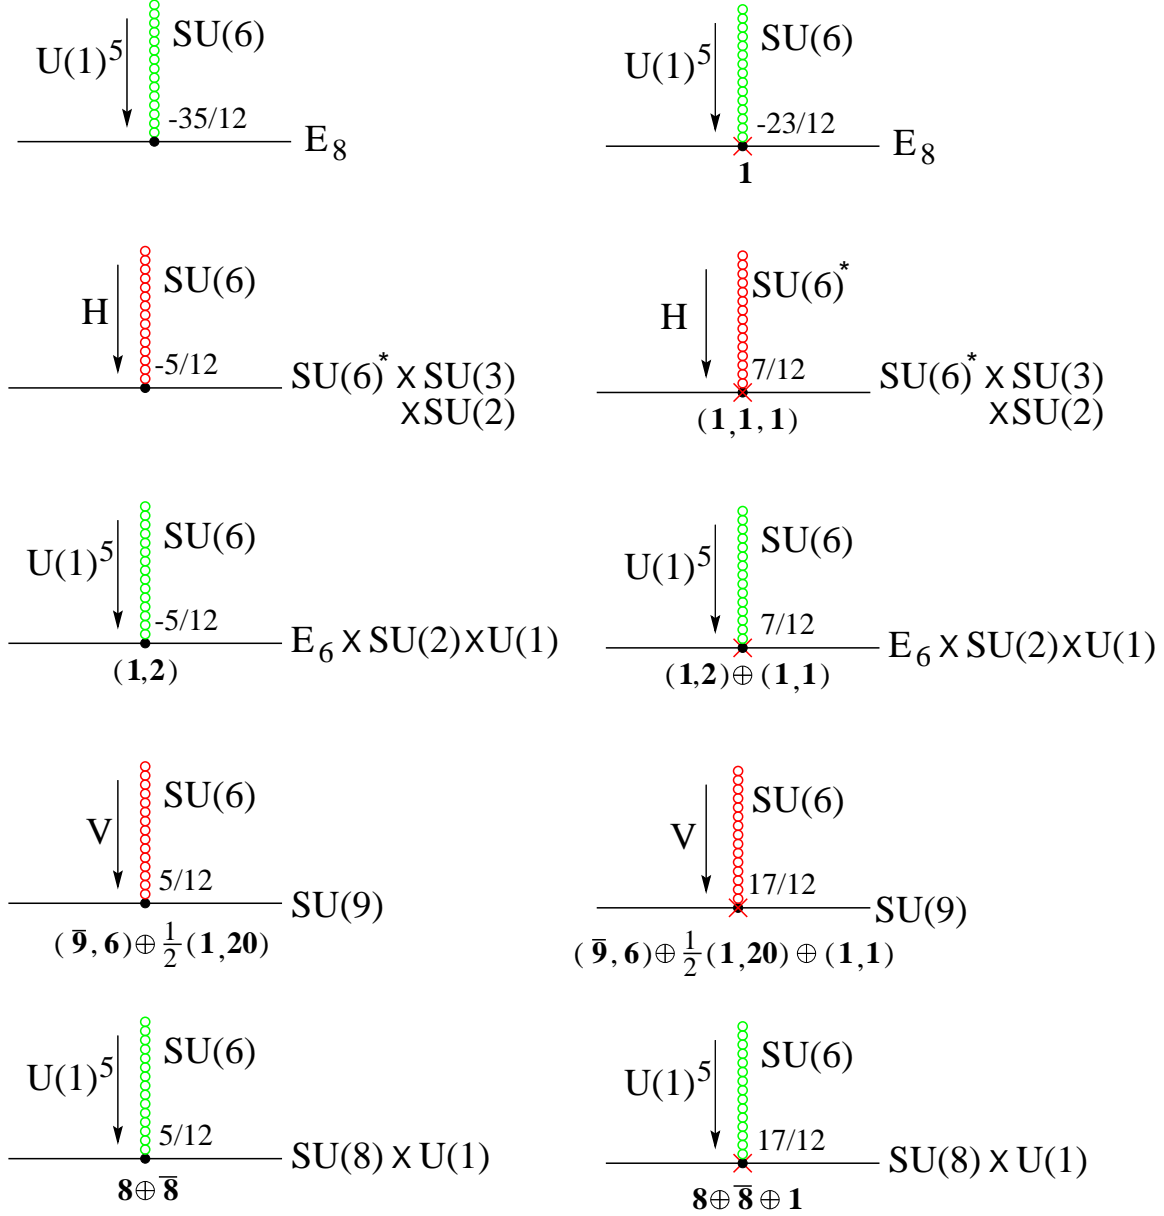 SU(6)
U(1)⁵
-35/12
E₈
SU(6)
U(1)⁵
-23/12
E₈
1
SU(6)
H
-5/12
SU(6)* × SU(3)
×SU(2)
SU(6)*
H
7/12
SU(6)* × SU(3)
×SU(2)
(1,1,1)
SU(6)
U(1)⁵
-5/12
E₆ × SU(2)×U(1)
(1,2)
SU(6)
U(1)⁵
7/12
E₆ × SU(2)×U(1)
(1,2)⊕(1,1)
SU(6)
V
5/12
SU(9)
(9̅,6)⊕½(1,20)
SU(6)
V
17/12
SU(9)
(9̅,6)⊕½(1,20)⊕(1,1)
SU(6)
U(1)⁵
5/12
SU(8)×U(1)
8⊕8̅
SU(6)
U(1)⁵
17/12
SU(8)×U(1)
8⊕8̅⊕1